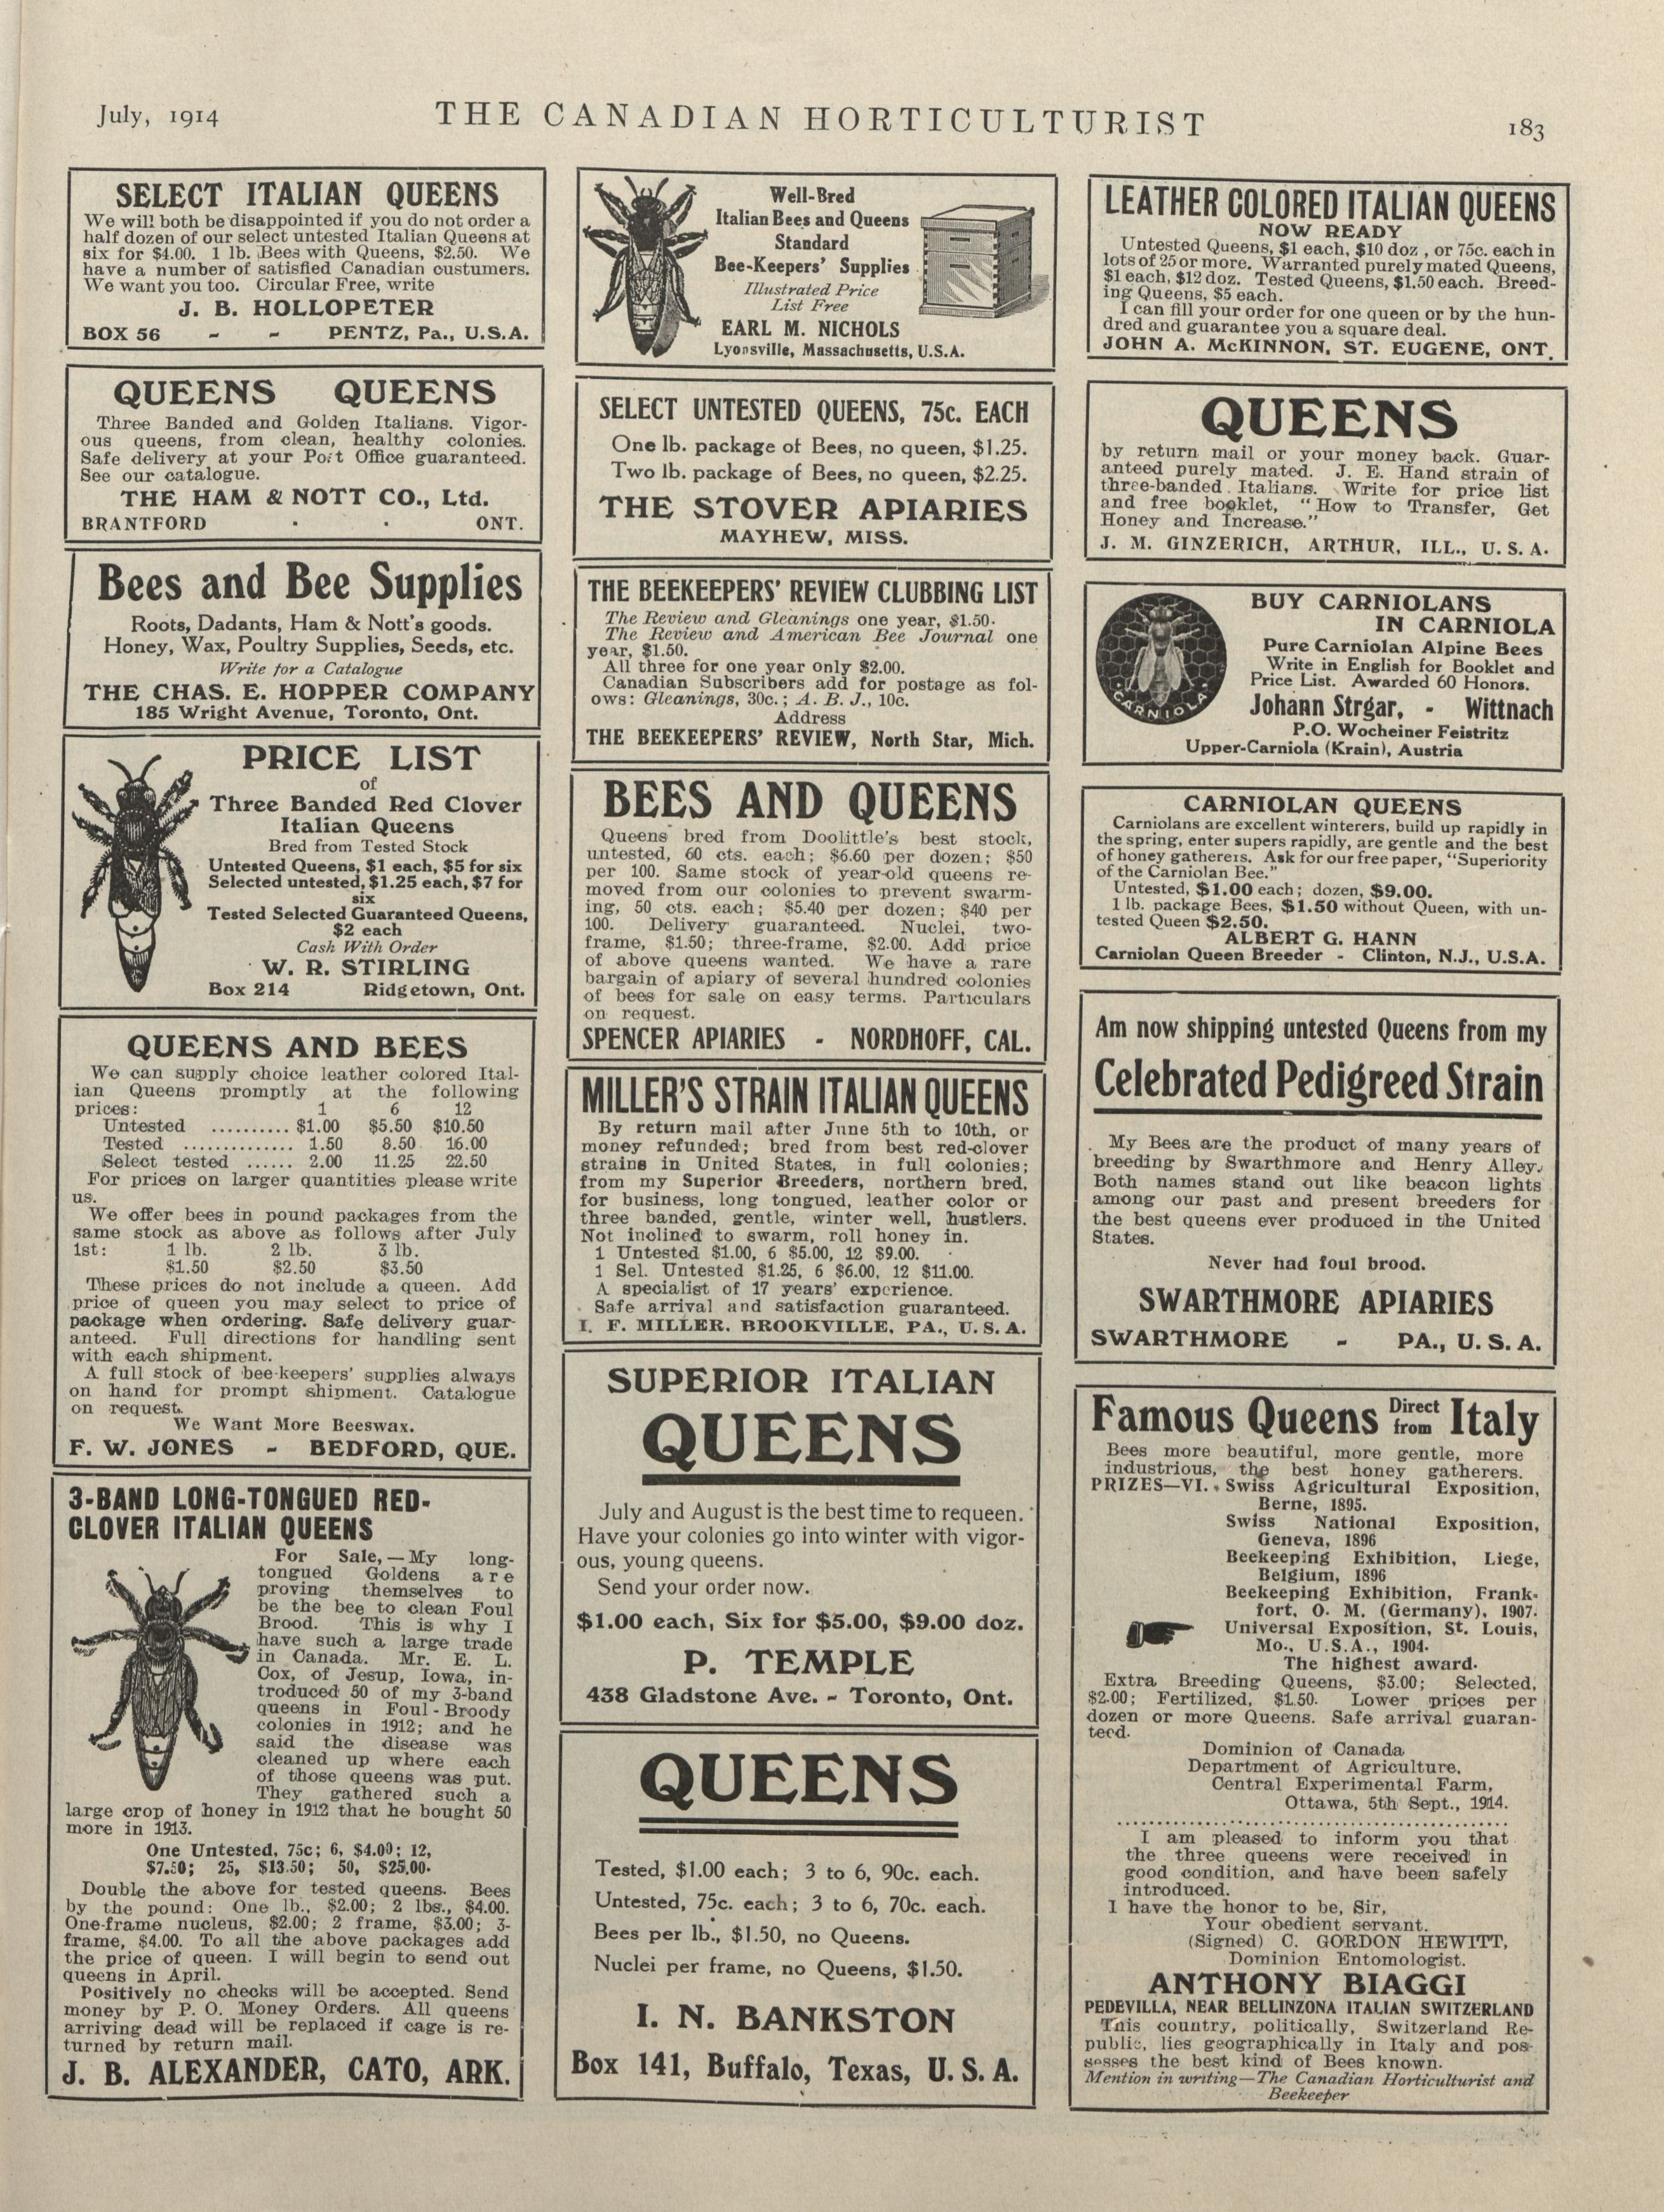 July, 1914
THE CANADIAN HORTICULTURIST
183
SELECT ITALIAN QUEENS
We will both be disappointed if you do not order a
half dozen of our select untested Italian Queens at
six for $4.00. 1 lb. Bees with Queens, $2.50. We
have a number of satisfied Canadian custumers.
We want you too. Circular Free, write
J. B. HOLLOPETER
BOX 56 - - PENTZ, Pa., U.S.A.
QUEENS QUEENS
Three Banded and Golden Italians. Vigor-
ous queens, from clean, healthy colonies.
Safe delivery at your Post Office guaranteed.
See our catalogue.
THE HAM & NOTT CO., Ltd.
BRANTFORD . . ONT.
Bees and Bee Supplies
Roots, Dadants, Ham & Nott's goods.
Honey, Wax, Poultry Supplies, Seeds, etc.
Write for a Catalogue
THE CHAS. E. HOPPER COMPANY
185 Wright Avenue, Toronto, Ont.
PRICE LIST
of
Three Banded Red Clover
Italian Queens
Bred from Tested Stock
Untested Queens, $1 each, $5 for six
Selected untested, $1.25 each, $7 for
six
Tested Selected Guaranteed Queens,
$2 each
Cash With Order
W. R. STIRLING
Box 214 Ridgetown, Ont.
QUEENS AND BEES
We can supply choice leather colored Ital-
ian Queens promptly at the following
prices: 1 6 12
Untested .......... $1.00 $5.50 $10.50
Tested .............. 1.50 8.50 16.00
Select tested ...... 2.00 11.25 22.50
For prices on larger quantities please write
us.
We offer bees in pound packages from the
same stock as above as follows after July
1st: 1 lb. 2 lb. 3 lb.
$1.50 $2.50 $3.50
These prices do not include a queen. Add
price of queen you may select to price of
package when ordering. Safe delivery guar-
anteed. Full directions for handling sent
with each shipment.
A full stock of bee-keepers' supplies always
on hand for prompt shipment. Catalogue
on request.
We Want More Beeswax.
F. W. JONES - BEDFORD, QUE.
3-BAND LONG-TONGUED RED-
CLOVER ITALIAN QUEENS
For Sale,—My long-
tongued Goldens are
proving themselves to
be the bee to clean Foul
Brood. This is why I
have such a large trade
in Canada. Mr. E. L.
Cox, of Jesup, Iowa, in-
troduced 50 of my 3-band
queens in Foul-Broody
colonies in 1912; and he
said the disease was
cleaned up where each
of those queens was put.
They gathered such a
large crop of honey in 1912 that he bought 50
more in 1913.
One Untested, 75c; 6, $4.00; 12,
$7.50; 25, $13.50; 50, $25.00.
Double the above for tested queens. Bees
by the pound: One lb., $2.00; 2 lbs., $4.00.
One-frame nucleus, $2.00; 2 frame, $3.00; 3-
frame, $4.00. To all the above packages add
the price of queen. I will begin to send out
queens in April.
Positively no checks will be accepted. Send
money by P. O. Money Orders. All queens
arriving dead will be replaced if cage is re-
turned by return mail.
J. B. ALEXANDER, CATO, ARK.
Well-Bred
Italian Bees and Queens
Standard
Bee-Keepers' Supplies
Illustrated Price
List Free
EARL M. NICHOLS
Lyonsville, Massachusetts, U.S.A.
SELECT UNTESTED QUEENS, 75c. EACH
One lb. package of Bees, no queen, $1.25.
Two lb. package of Bees, no queen, $2.25.
THE STOVER APIARIES
MAYHEW, MISS.
THE BEEKEEPERS' REVIEW CLUBBING LIST
The Review and Gleanings one year, $1.50.
The Review and American Bee Journal one
year, $1.50.
All three for one year only $2.00.
Canadian Subscribers add for postage as fol-
ows: Gleanings, 30c.; A. B. J., 10c.
Address
THE BEEKEEPERS' REVIEW, North Star, Mich.
BEES AND QUEENS
Queens bred from Doolittle's best stock,
untested, 60 cts. each; $6.60 per dozen; $50
per 100. Same stock of year-old queens re-
moved from our colonies to prevent swarm-
ing, 50 cts. each; $5.40 per dozen; $40 per
100. Delivery guaranteed. Nuclei, two-
frame, $1.50; three-frame, $2.00. Add price
of above queens wanted. We have a rare
bargain of apiary of several hundred colonies
of bees for sale on easy terms. Particulars
on request.
SPENCER APIARIES - NORDHOFF, CAL.
MILLER'S STRAIN ITALIAN QUEENS
By return mail after June 5th to 10th, or
money refunded; bred from best red-clover
strains in United States, in full colonies;
from my Superior Breeders, northern bred,
for business, long tongued, leather color or
three banded, gentle, winter well, hustlers.
Not inclined to swarm, roll honey in.
1 Untested $1.00, 6 $5.00, 12 $9.00.
1 Sel. Untested $1.25, 6 $6.00, 12 $11.00.
A specialist of 17 years' experience.
Safe arrival and satisfaction guaranteed.
I. F. MILLER. BROOKVILLE, PA., U. S. A.
SUPERIOR ITALIAN
QUEENS
July and August is the best time to requeen.
Have your colonies go into winter with vigor-
ous, young queens.
Send your order now.
$1.00 each, Six for $5.00, $9.00 doz.
P. TEMPLE
438 Gladstone Ave. - Toronto, Ont.
QUEENS
Tested, $1.00 each; 3 to 6, 90c. each.
Untested, 75c. each; 3 to 6, 70c. each.
Bees per lb., $1.50, no Queens.
Nuclei per frame, no Queens, $1.50.
I. N. BANKSTON
Box 141, Buffalo, Texas, U. S. A.
LEATHER COLORED ITALIAN QUEENS
NOW READY
Untested Queens, $1 each, $10 doz , or 75c. each in
lots of 25 or more. Warranted purely mated Queens,
$1 each, $12 doz. Tested Queens, $1.50 each. Breed-
ing Queens, $5 each.
I can fill your order for one queen or by the hun-
dred and guarantee you a square deal.
JOHN A. McKINNON, ST. EUGENE, ONT.
QUEENS
by return mail or your money back. Guar-
anteed purely mated. J. E. Hand strain of
three-banded Italians. Write for price list
and free booklet, "How to Transfer, Get
Honey and Increase."
J. M. GINZERICH, ARTHUR, ILL., U. S. A.
CARNIOLA
BUY CARNIOLANS
IN CARNIOLA
Pure Carniolan Alpine Bees
Write in English for Booklet and
Price List. Awarded 60 Honors.
Johann Strgar, - Wittnach
P.O. Wocheiner Feistritz
Upper-Carniola (Krain), Austria
CARNIOLAN QUEENS
Carniolans are excellent winterers, build up rapidly in
the spring, enter supers rapidly, are gentle and the best
of honey gatherers. Ask for our free paper, "Superiority
of the Carniolan Bee."
Untested, $1.00 each; dozen, $9.00.
1 lb. package Bees, $1.50 without Queen, with un-
tested Queen $2.50.
ALBERT G. HANN
Carniolan Queen Breeder - Clinton, N.J., U.S.A.
Am now shipping untested Queens from my
Celebrated Pedigreed Strain
My Bees are the product of many years of
breeding by Swarthmore and Henry Alley.
Both names stand out like beacon lights
among our past and present breeders for
the best queens ever produced in the United
States.
Never had foul brood.
SWARTHMORE APIARIES
SWARTHMORE - PA., U. S. A.
Famous Queens Direct from Italy
Bees more beautiful, more gentle, more
industrious, the best honey gatherers.
PRIZES—VI. Swiss Agricultural Exposition,
Berne, 1895.
Swiss National Exposition,
Geneva, 1896
Beekeeping Exhibition, Liege,
Belgium, 1896
Beekeeping Exhibition, Frank-
fort, O. M. (Germany), 1907.
Universal Exposition, St. Louis,
Mo., U.S.A., 1904.
The highest award.
Extra Breeding Queens, $3.00; Selected,
$2.00; Fertilized, $1.50. Lower prices per
dozen or more Queens. Safe arrival guaran-
teed.
Dominion of Canada
Department of Agriculture,
Central Experimental Farm,
Ottawa, 5th Sept., 1914.
I am pleased to inform you that
the three queens were received in
good condition, and have been safely
introduced.
I have the honor to be, Sir,
Your obedient servant.
(Signed) C. GORDON HEWITT,
Dominion Entomologist.
ANTHONY BIAGGI
PEDEVILLA, NEAR BELLINZONA ITALIAN SWITZERLAND
This country, politically, Switzerland Re-
public, lies geographically in Italy and pos-
sesses the best kind of Bees known.
Mention in writing—The Canadian Horticulturist and
Beekeeper